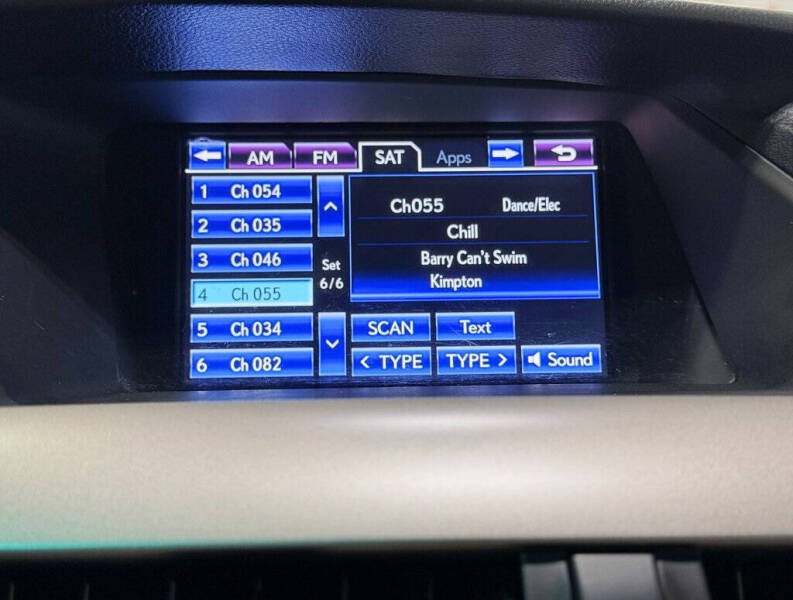 AM FM SAT Apps
1 Ch 054
2 Ch 035
3 Ch 046
4 Ch 055
5 Ch 034
6 Ch 082
Set
6/6
Ch055 Dance/Elec
Chill
Barry Can't Swim
Kimpton
SCAN Text
< TYPE TYPE > Sound